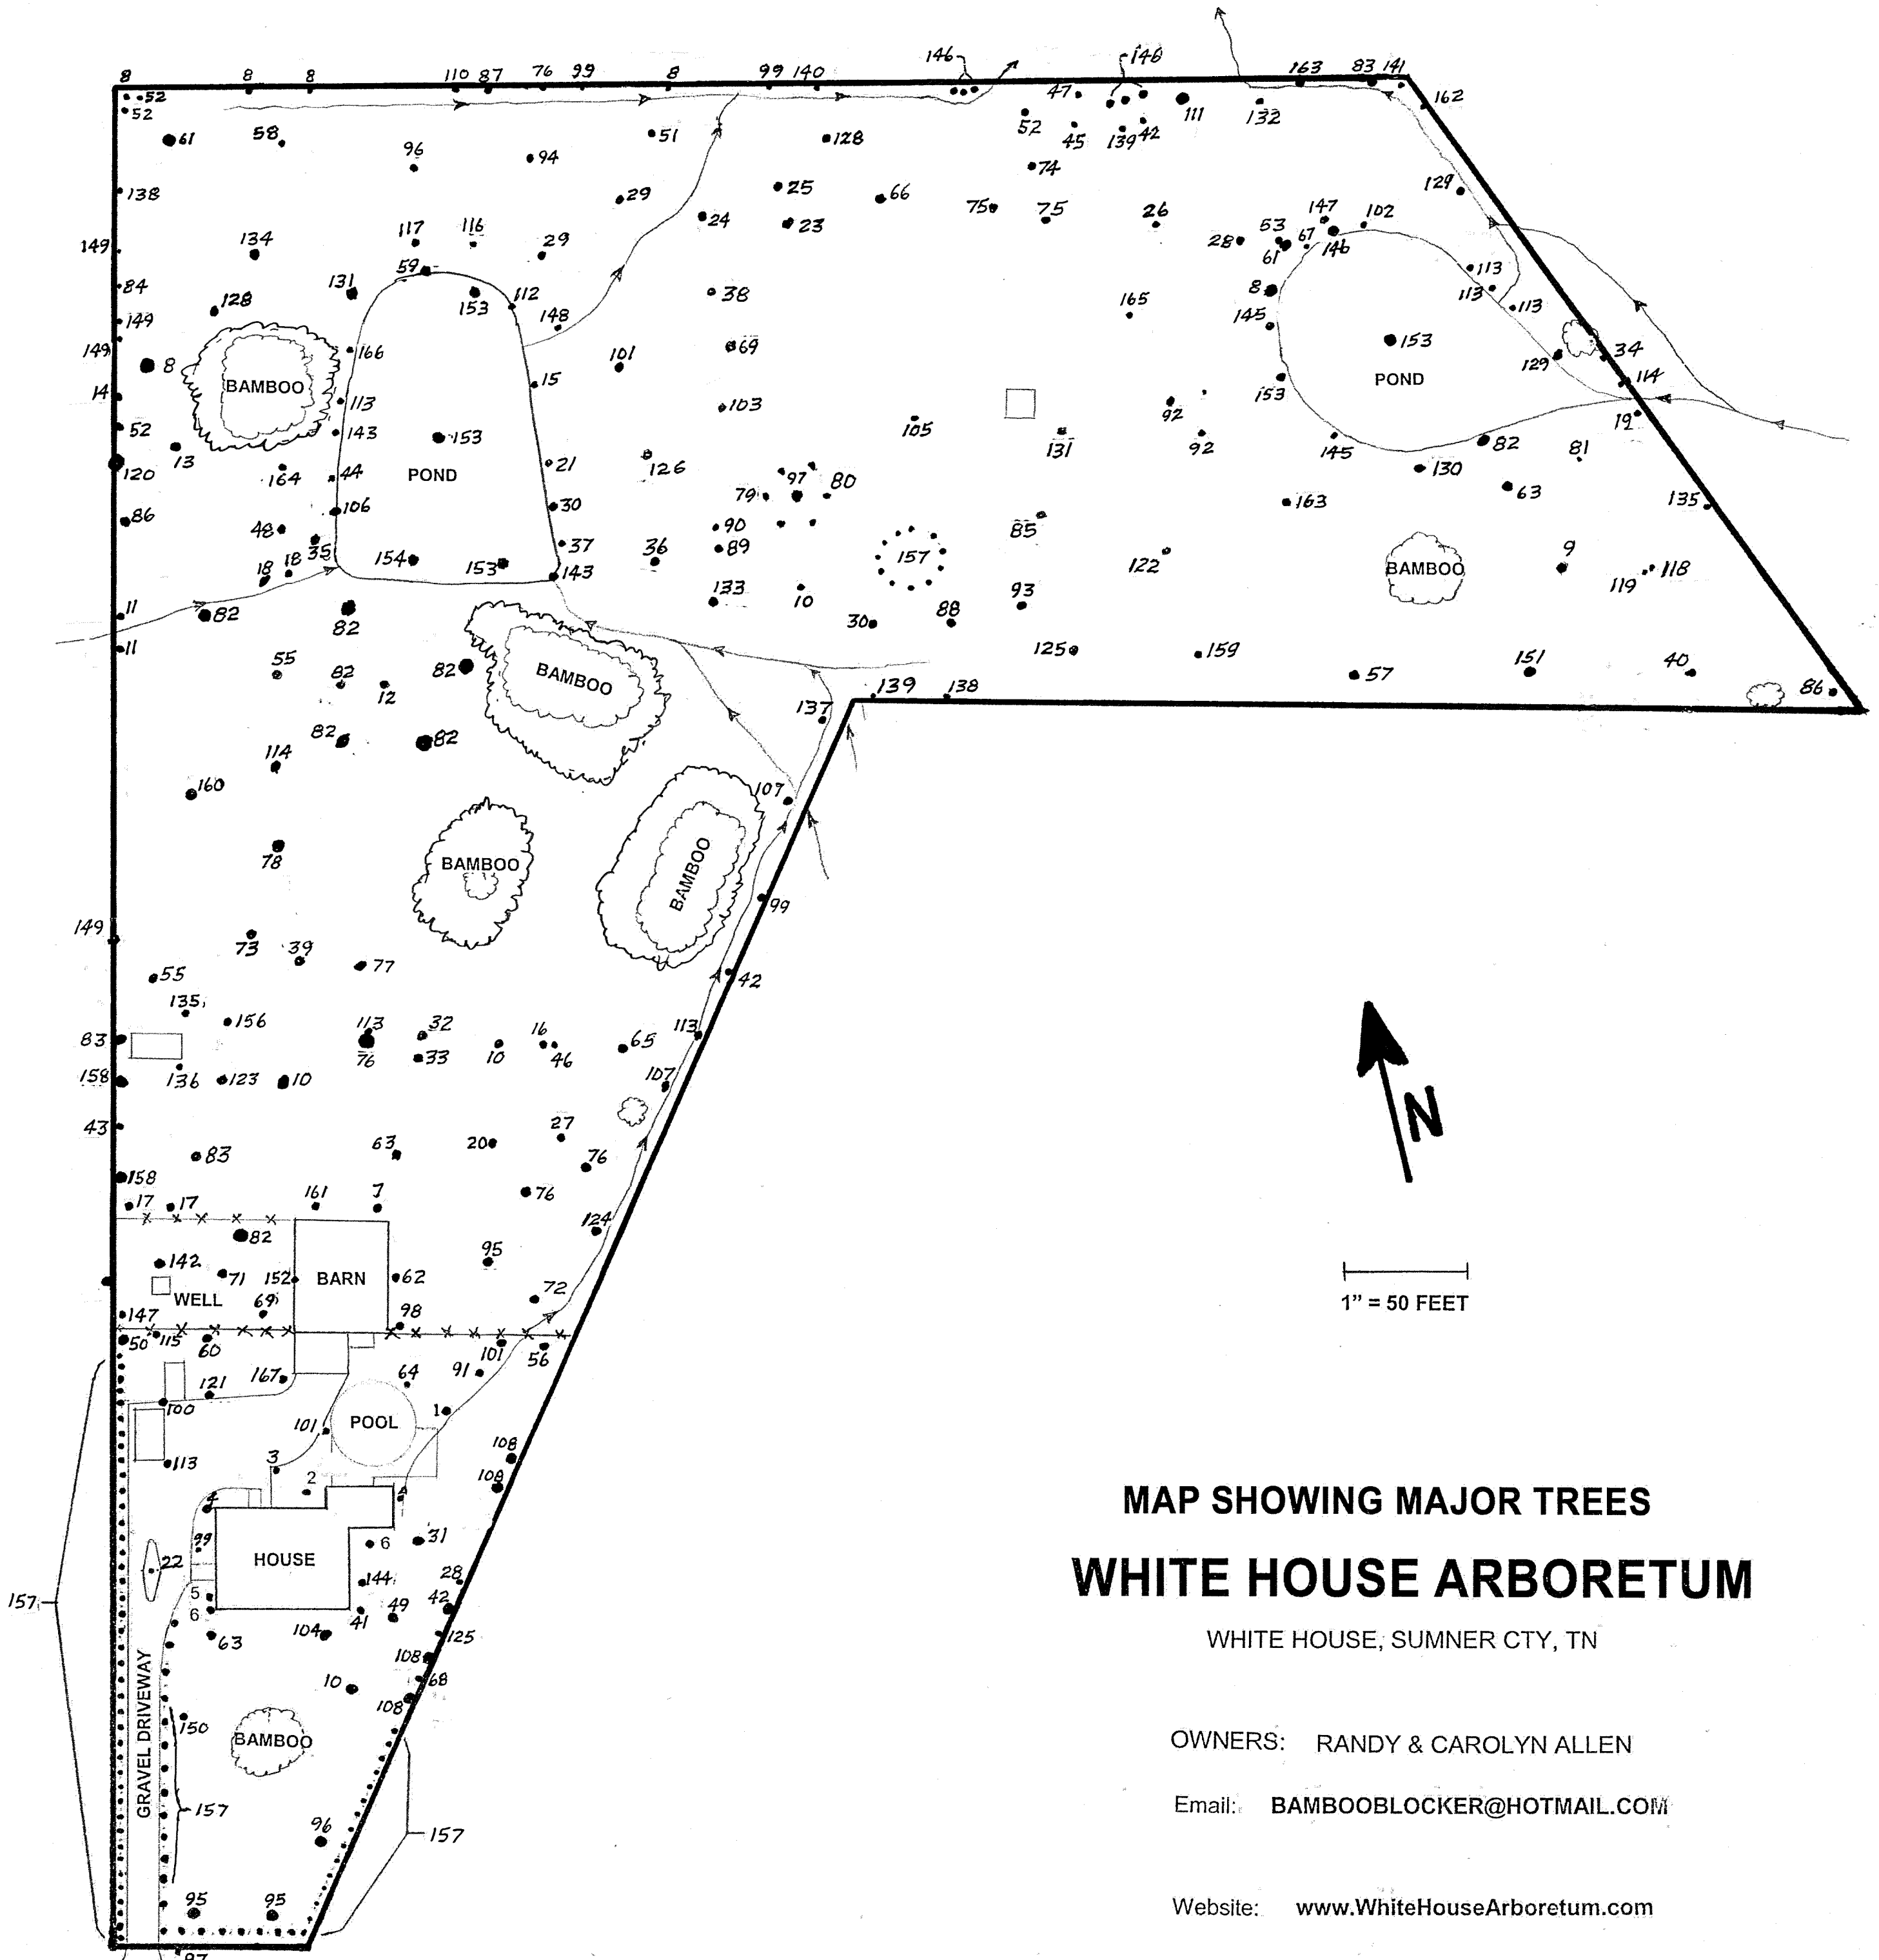 8 8 8 110 87 76 99 8 99 140 146 146 163 83 141
52 52 47 162
61 58 51 128 52 45 139 42 111 132
96 94 74
138 29 25 66 129
24 23 75 75 26 147 102
149 134 117 116 29 28 53 61 67 146
59 113
84 128 131 153 112 38 8 113
149 148 165 145 113
149 8 166 101 69 153 129 34
BAMBOO POND
14 113 15 103 92 153 114
52 143 105 131 92 145 82 19
13 153 21 126 130 81
120 164 44 POND 97 80 63
79 163 135
86 106 30
48 35 37 90 85
18 18 154 153 143 36 89 157 122 BAMBOO 9 119 118
11 82 82 133 10 93
30 88
11 55 82 12 82 BAMBOO 125 159 57 151 40
139 138 86
137
82 82
114
160 107
78 BAMBOO BAMBOO
99
149 73 39
55 77 42
135 156 113 32 16 113
83 76 33 10 46 65
158 136 123 10 107
43 27
83 63 20 76
158 76
17 17 161 7 124
82 95
142 71 152 BARN 62
WELL 72
147 69 98
50 115 60 101 56
167 64 91
121
100 101 POOL 1
108
113 3 2 108
4 4
99 31
22 HOUSE 6
144 28
5 42
157 6 41 49
63 104 125
108
10 68
108
150 BAMBOO
GRAVEL DRIVEWAY
157
96 157
95 95
97
N
1" = 50 FEET
MAP SHOWING MAJOR TREES
WHITE HOUSE ARBORETUM
WHITE HOUSE, SUMNER CTY, TN
OWNERS: RANDY & CAROLYN ALLEN
Email: BAMBOOBLOCKER@HOTMAIL.COM
Website: www.WhiteHouseArboretum.com